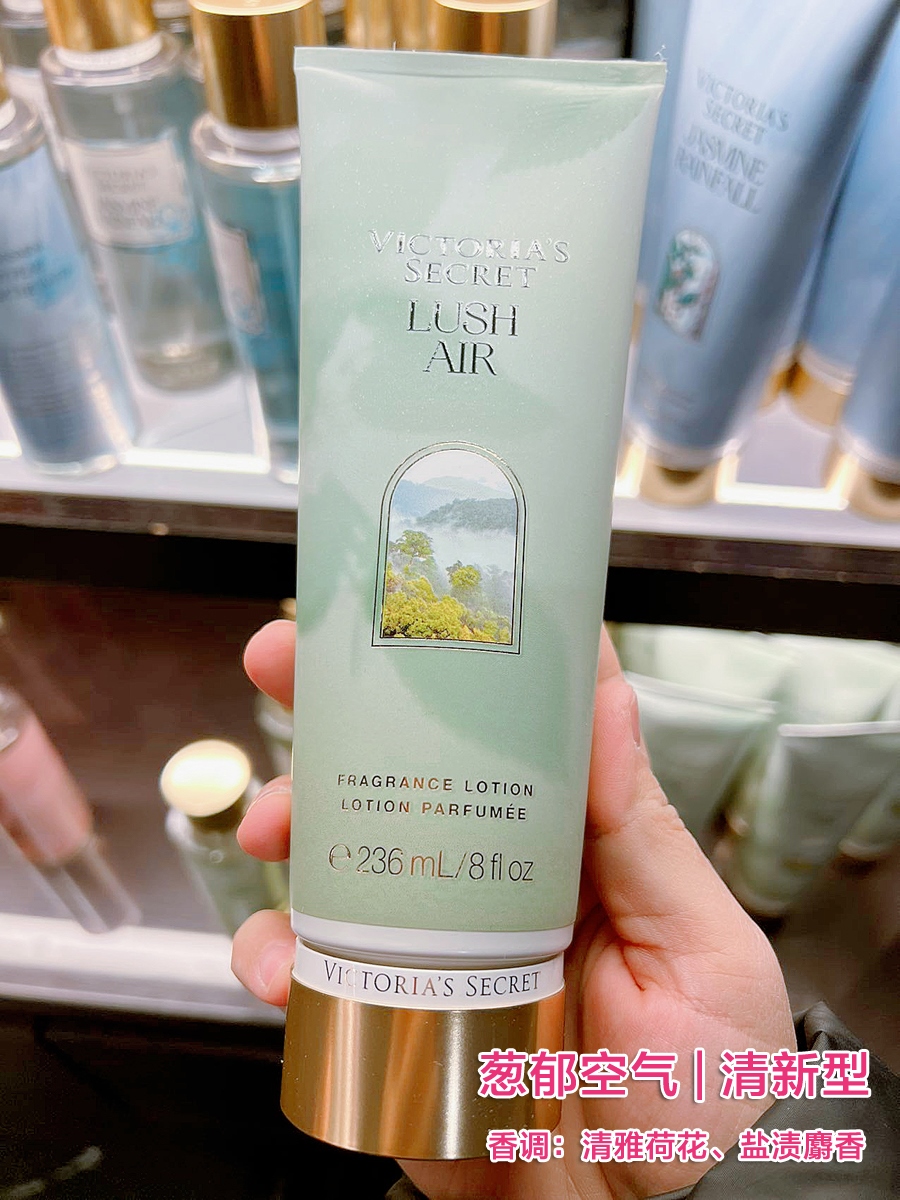 VICTORIA'S
SECRET
LUSH
AIR
FRAGRANCE LOTION
LOTION PARFUMÉE
℮ 236 mL/8 fl oz
VICTORIA'S SECRET
VICTORIA'S
SECRET
JASMINE
RAINFALL
葱郁空气 | 清新型
香调：清雅荷花、盐渍麝香